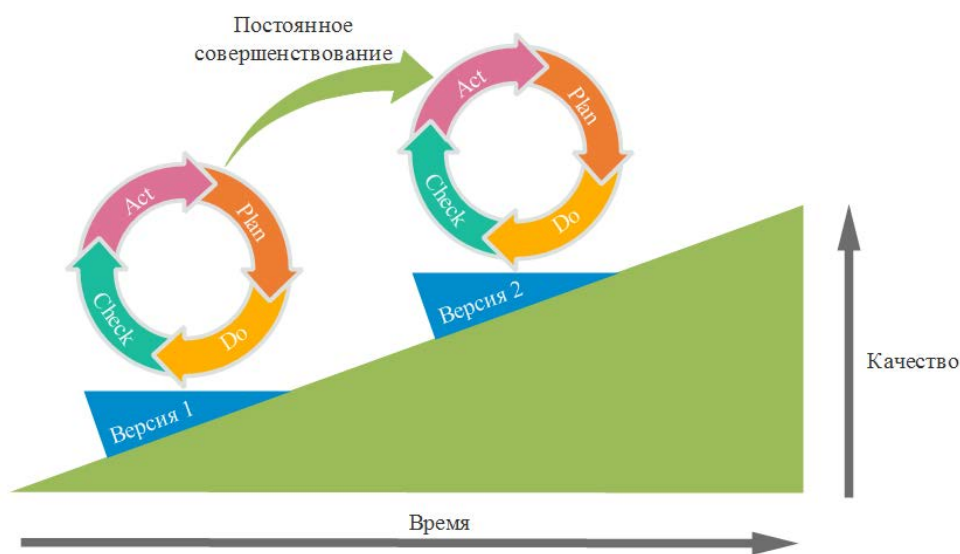 Постоянное
совершенствование
Act
Plan
Check
Do
Act
Plan
Check
Do
Версия 2
Версия 1
Качество
Время